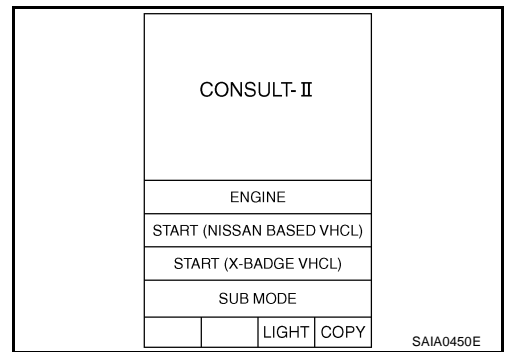 CONSULT-II
ENGINE
START (NISSAN BASED VHCL)
START (X-BADGE VHCL)
SUB MODE
LIGHT COPY
SAIA0450E